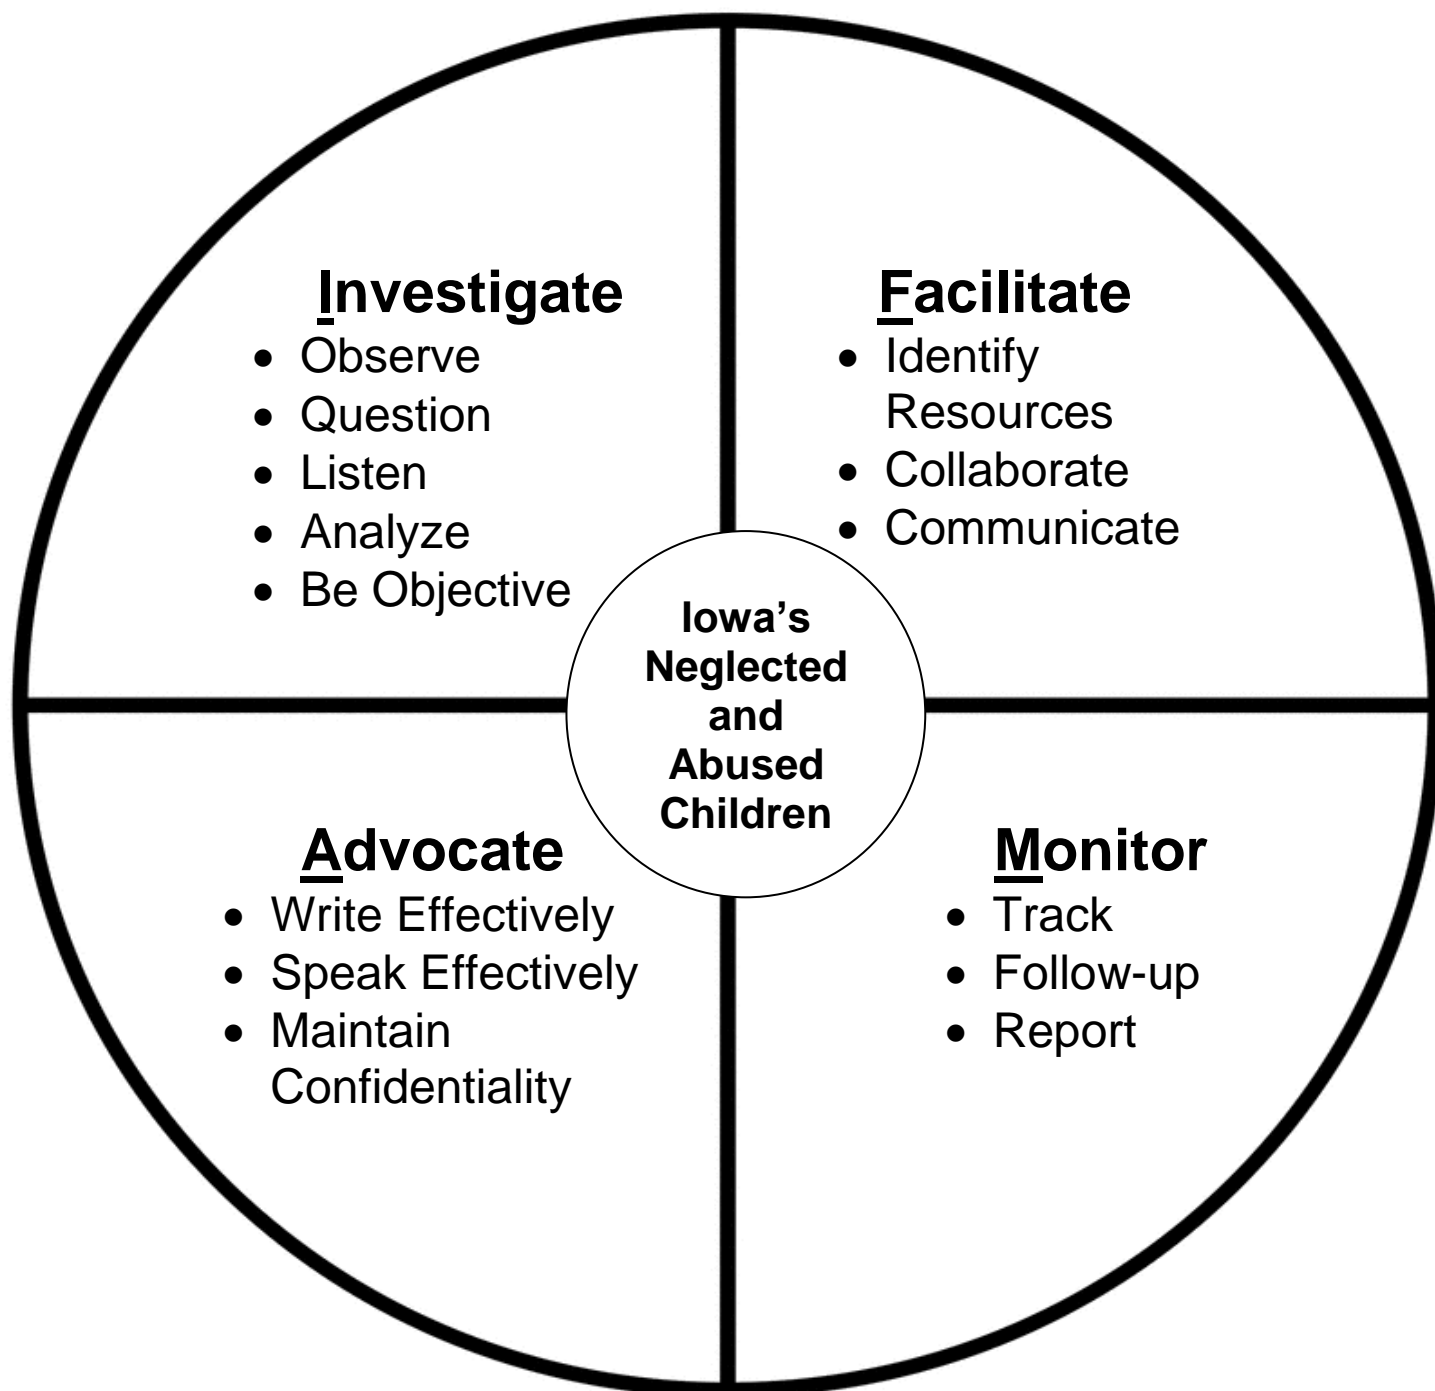 Investigate
• Observe
• Question
• Listen
• Analyze
• Be Objective
Facilitate
• Identify
Resources
• Collaborate
• Communicate
Iowa’s
Neglected
and
Abused
Children
Advocate
• Write Effectively
• Speak Effectively
• Maintain
Confidentiality
Monitor
• Track
• Follow-up
• Report